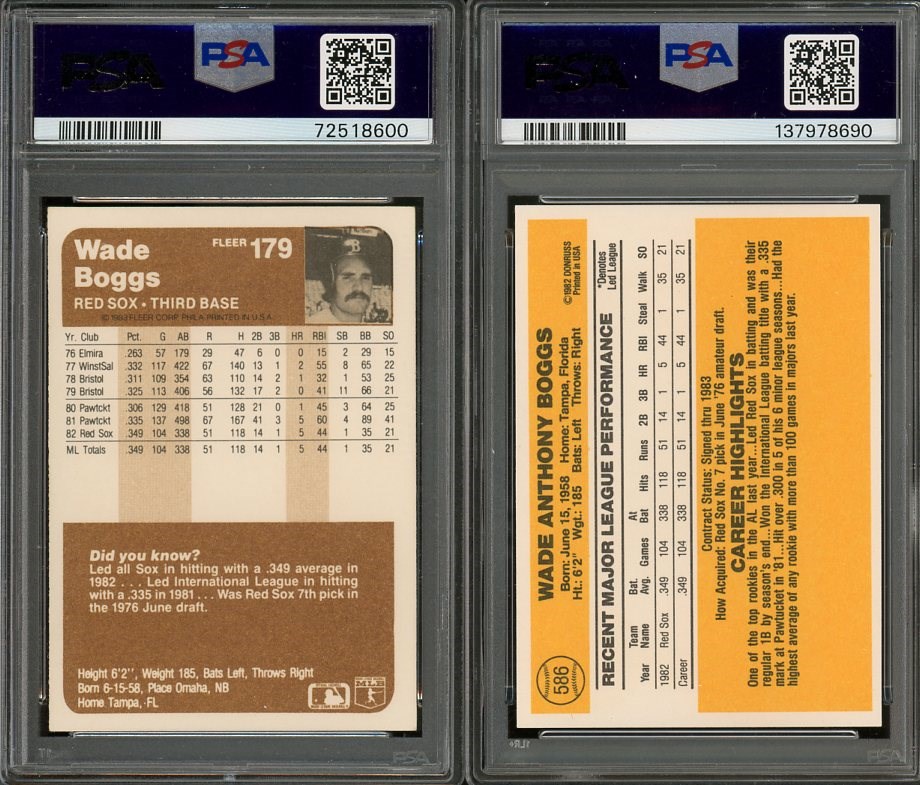 PSA
72518600
Wade
Boggs
FLEER 179
RED SOX • THIRD BASE
© 1983 FLEER CORP. PHILA. PRINTED IN U.S.A.
Yr. Club Pct. G AB R H 2B 3B HR RBI SB BB SO
76 Elmira .263 57 179 29 47 6 0 0 15 2 29 15
77 WinstSal .332 117 422 67 140 13 1 2 55 8 65 22
78 Bristol .311 109 354 63 110 14 2 1 32 1 53 25
79 Bristol .325 113 406 56 132 17 2 0 41 11 66 21
80 Pawtckt .306 129 418 51 128 21 0 1 45 3 64 25
81 Pawtckt .335 137 498 67 167 41 3 5 60 4 89 41
82 Red Sox .349 104 338 51 118 14 1 5 44 1 35 21
ML Totals .349 104 338 51 118 14 1 5 44 1 35 21
Did you know?
Led all Sox in hitting with a .349 average in
1982 . . . Led International League in hitting
with a .335 in 1981 . . . Was Red Sox 7th pick in
the 1976 June draft.
Height 6'2'', Weight 185, Bats Left, Throws Right
Born 6-15-58, Place Omaha, NB
Home Tampa, FL
PSA
137978690
586
WADE ANTHONY BOGGS
Born: June 15, 1958 Home: Tampa, Florida
Ht.: 6'2" Wgt.: 185 Bats: Left Throws: Right
©1982 DONRUSS
Printed in USA
RECENT MAJOR LEAGUE PERFORMANCE
*Denotes
Led League
Year Team Name Bat. Avg. Games At Bat Hits Runs 2B 3B HR RBI Steal Walk SO
1982 Red Sox .349 104 338 118 51 14 1 5 44 1 35 21
Career .349 104 338 118 51 14 1 5 44 1 35 21
Contract Status: Signed thru 1983
How Acquired: Red Sox No. 7 pick in June '76 amateur draft.
CAREER HIGHLIGHTS
One of the top rookies in the AL last year...Led Red Sox in batting and was their
regular 1B by season's end...Won the International League batting title with a .335
mark at Pawtucket in '81...Hit over .300 in 5 of his 6 minor league seasons...Had the
highest average of any rookie with more than 100 games in majors last year.